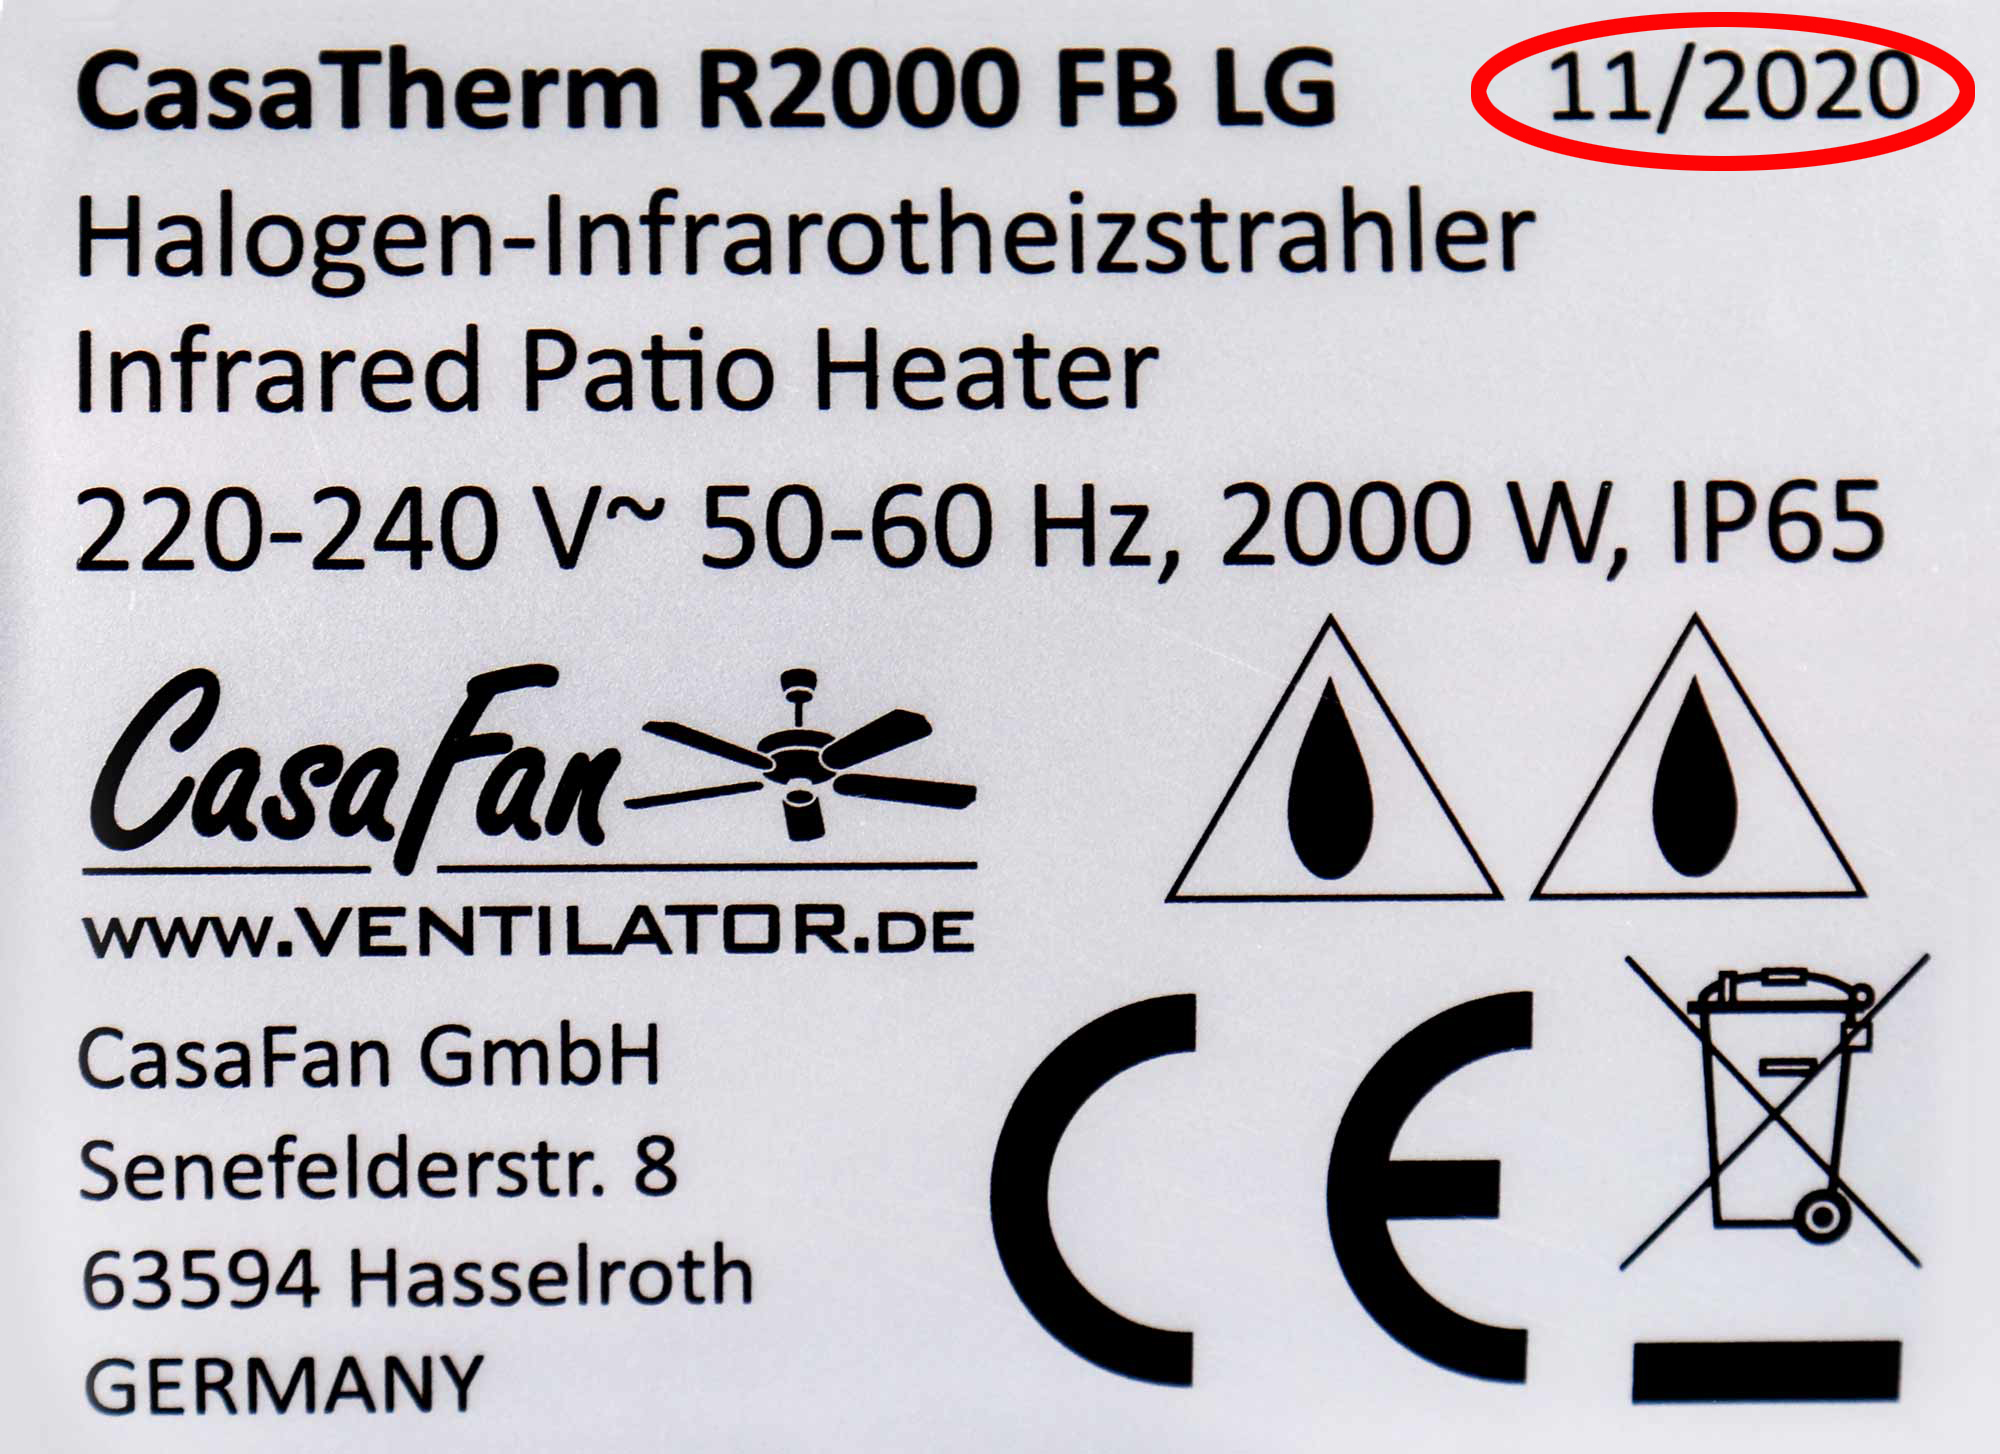 CasaTherm R2000 FB LG 11/2020
Halogen-Infrarotheizstrahler
Infrared Patio Heater
220-240 V~ 50-60 Hz, 2000 W, IP65
CasaFan
www.VENTILATOR.DE
CasaFan GmbH
Senefelderstr. 8
63594 Hasselroth
GERMANY
CE